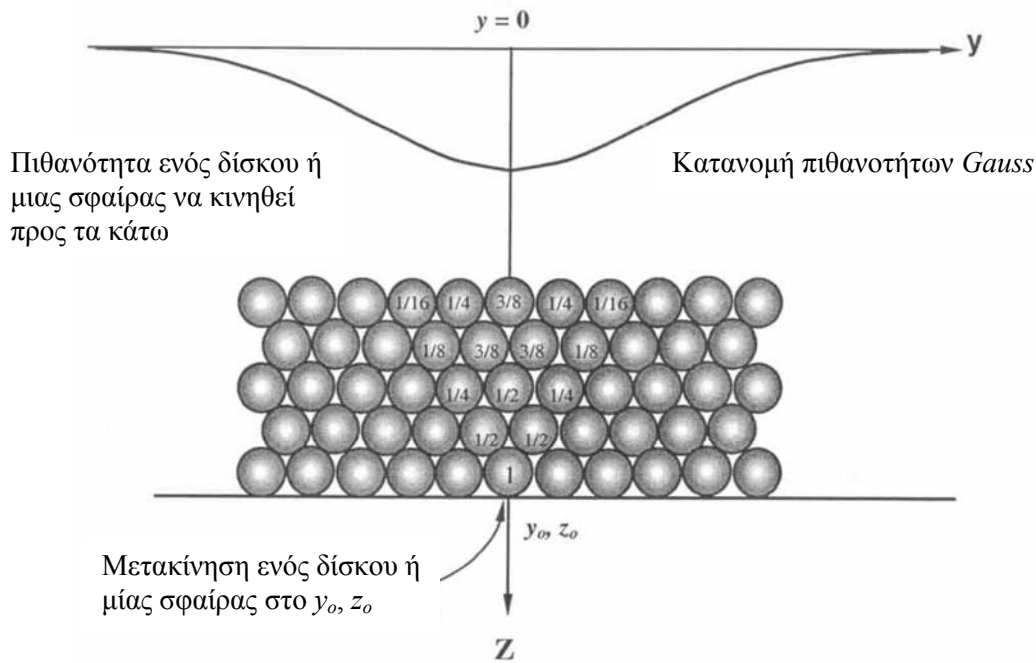 y = 0
y
Πιθανότητα ενός δίσκου ή
μιας σφαίρας να κινηθεί
προς τα κάτω
Κατανομή πιθανοτήτων Gauss
1/16 1/4 3/8 1/4 1/16
1/8 3/8 3/8 1/8
1/4 1/2 1/4
1/2 1/2
1
yₒ, zₒ
Μετακίνηση ενός δίσκου ή
μίας σφαίρας στο yₒ, zₒ
Z